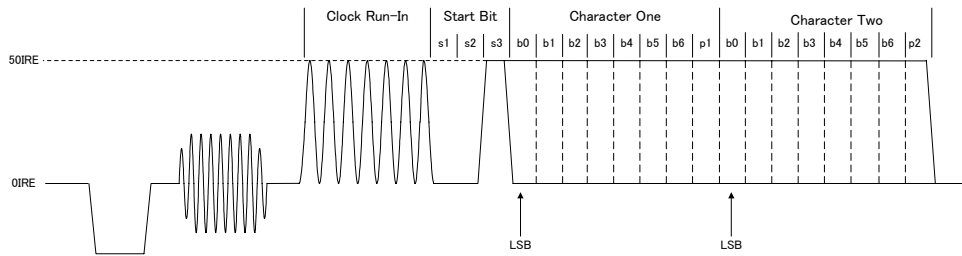 Clock Run-In Start Bit Character One Character Two
s1 s2 s3 b0 b1 b2 b3 b4 b5 b6 p1 b0 b1 b2 b3 b4 b5 b6 p2
50IRE
0IRE
LSB LSB